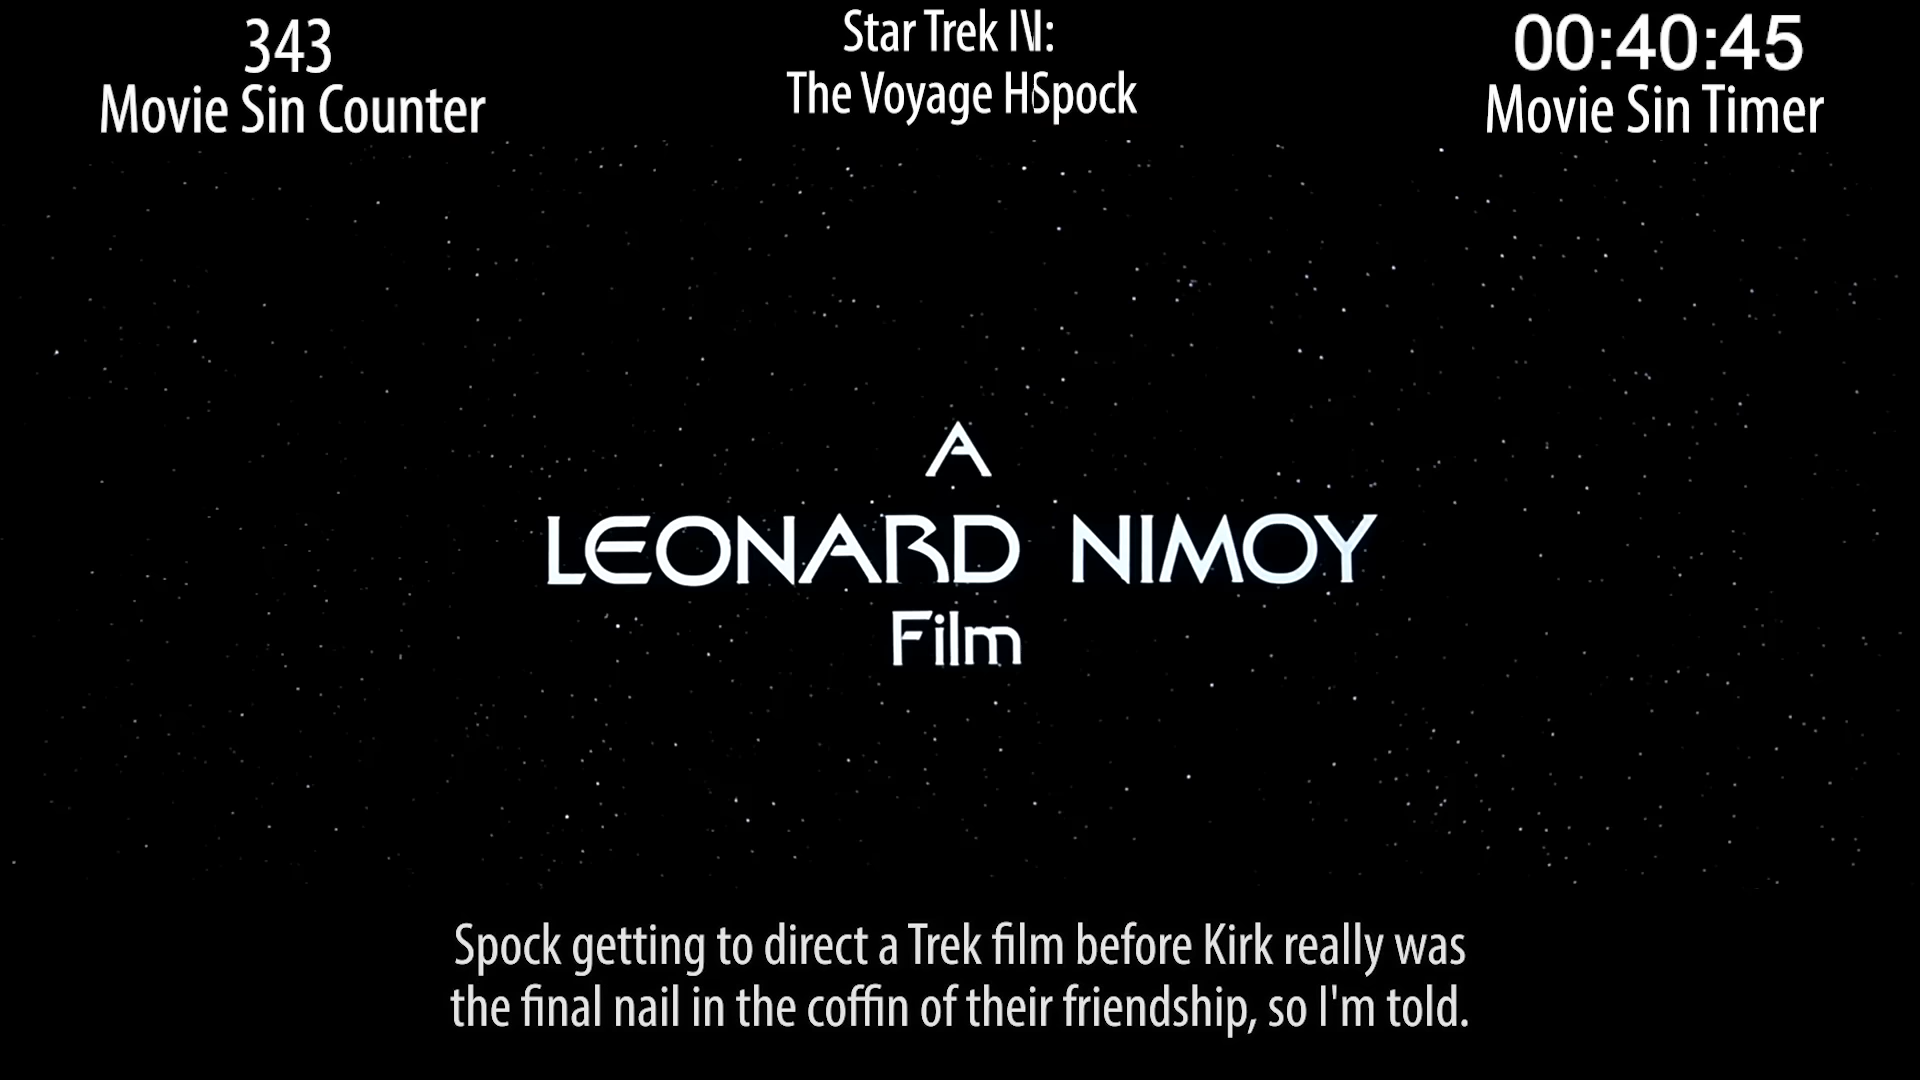 343
Movie Sin Counter
Star Trek IV:
The Voyage HSpock
00:40:45
Movie Sin Timer
A
LEONARD NIMOY
Film
Spock getting to direct a Trek film before Kirk really was
the final nail in the coffin of their friendship, so I'm told.